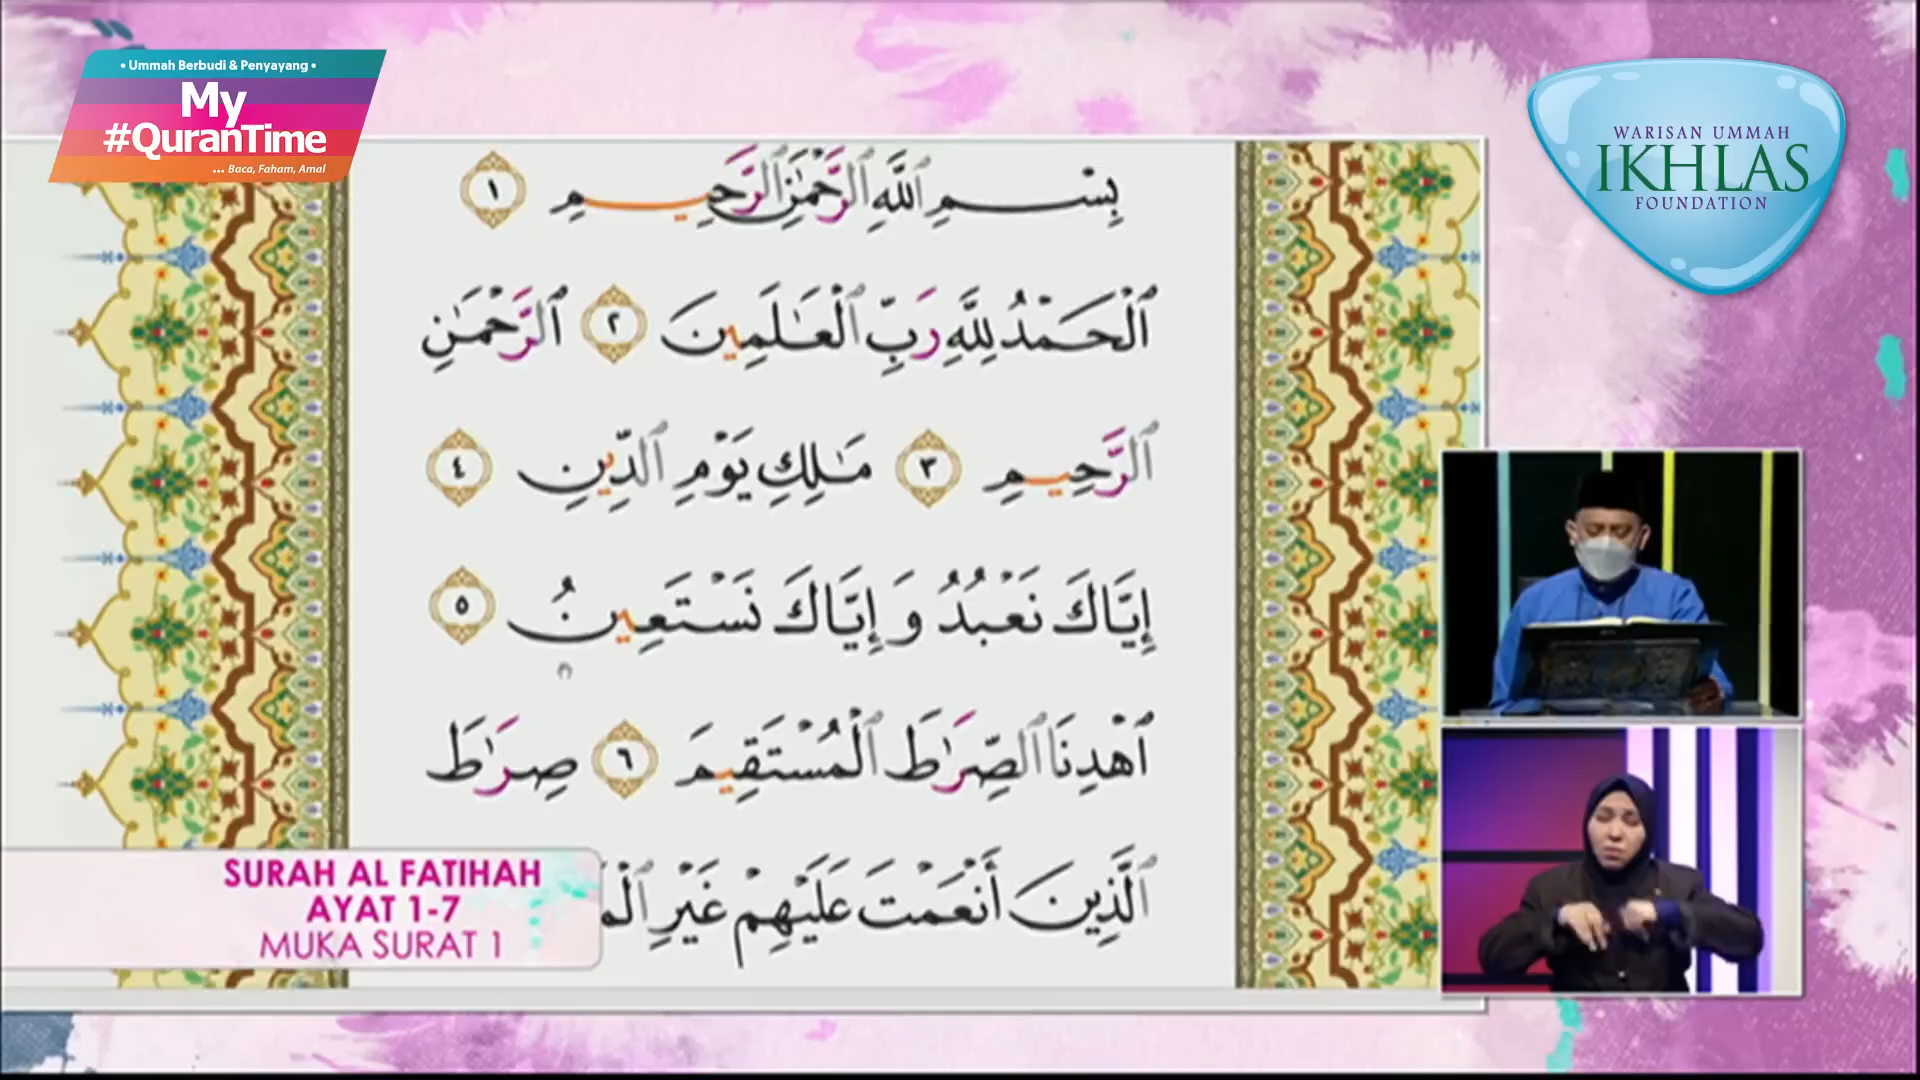 • Ummah Berbudi & Penyayang •
My
#QuranTime
... Baca, Faham, Amal
WARISAN UMMAH
IKHLAS
FOUNDATION
بِسْمِ ٱللَّهِ ٱلرَّحْمَٰنِ ٱلرَّحِيمِ ١
ٱلْحَمْدُ لِلَّهِ رَبِّ ٱلْعَٰلَمِينَ ٢ ٱلرَّحْمَٰنِ
ٱلرَّحِيمِ ٣ مَٰلِكِ يَوْمِ ٱلدِّينِ ٤
إِيَّاكَ نَعْبُدُ وَإِيَّاكَ نَسْتَعِينُ ٥
ٱهْدِنَا ٱلصِّرَٰطَ ٱلْمُسْتَقِيمَ ٦ صِرَٰطَ
ٱلَّذِينَ أَنْعَمْتَ عَلَيْهِمْ غَيْرِ
SURAH AL FATIHAH
AYAT 1-7
MUKA SURAT 1